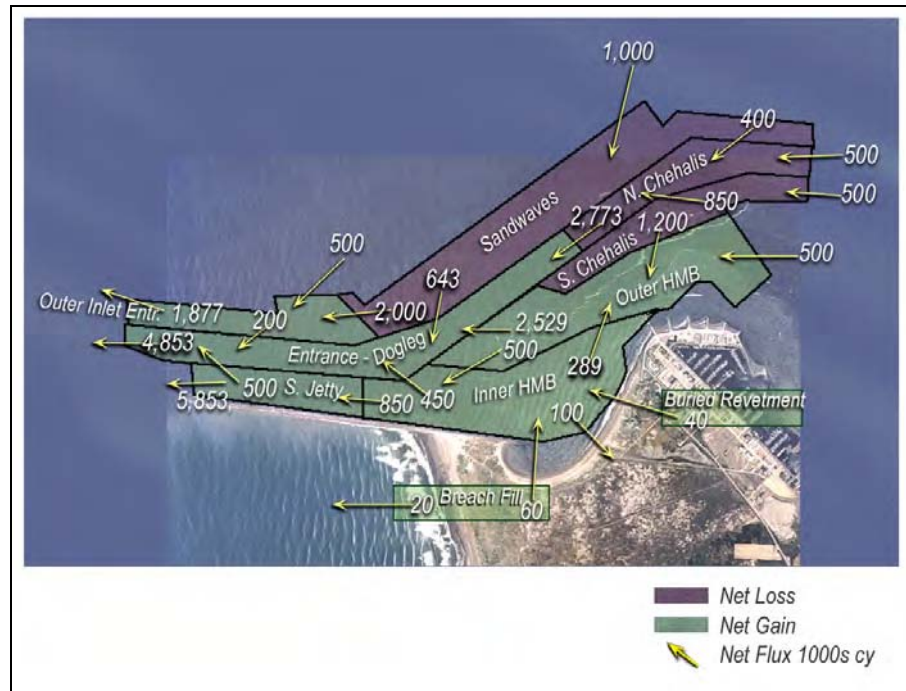 1,000
400
N. Chehalis
500
500
850
Sandwaves
2,773
1,200
S. Chehalis
500
500
Outer HMB
643
Outer Inlet Entr: 1,877
2,000
200
2,529
Entrance - Dogleg
4,853
500
289
500
S. Jetty
Inner HMB
5,853,
850
450
100
Buried Revetment
40
20
Breach Fill
60
Net Loss
Net Gain
Net Flux 1000s cy